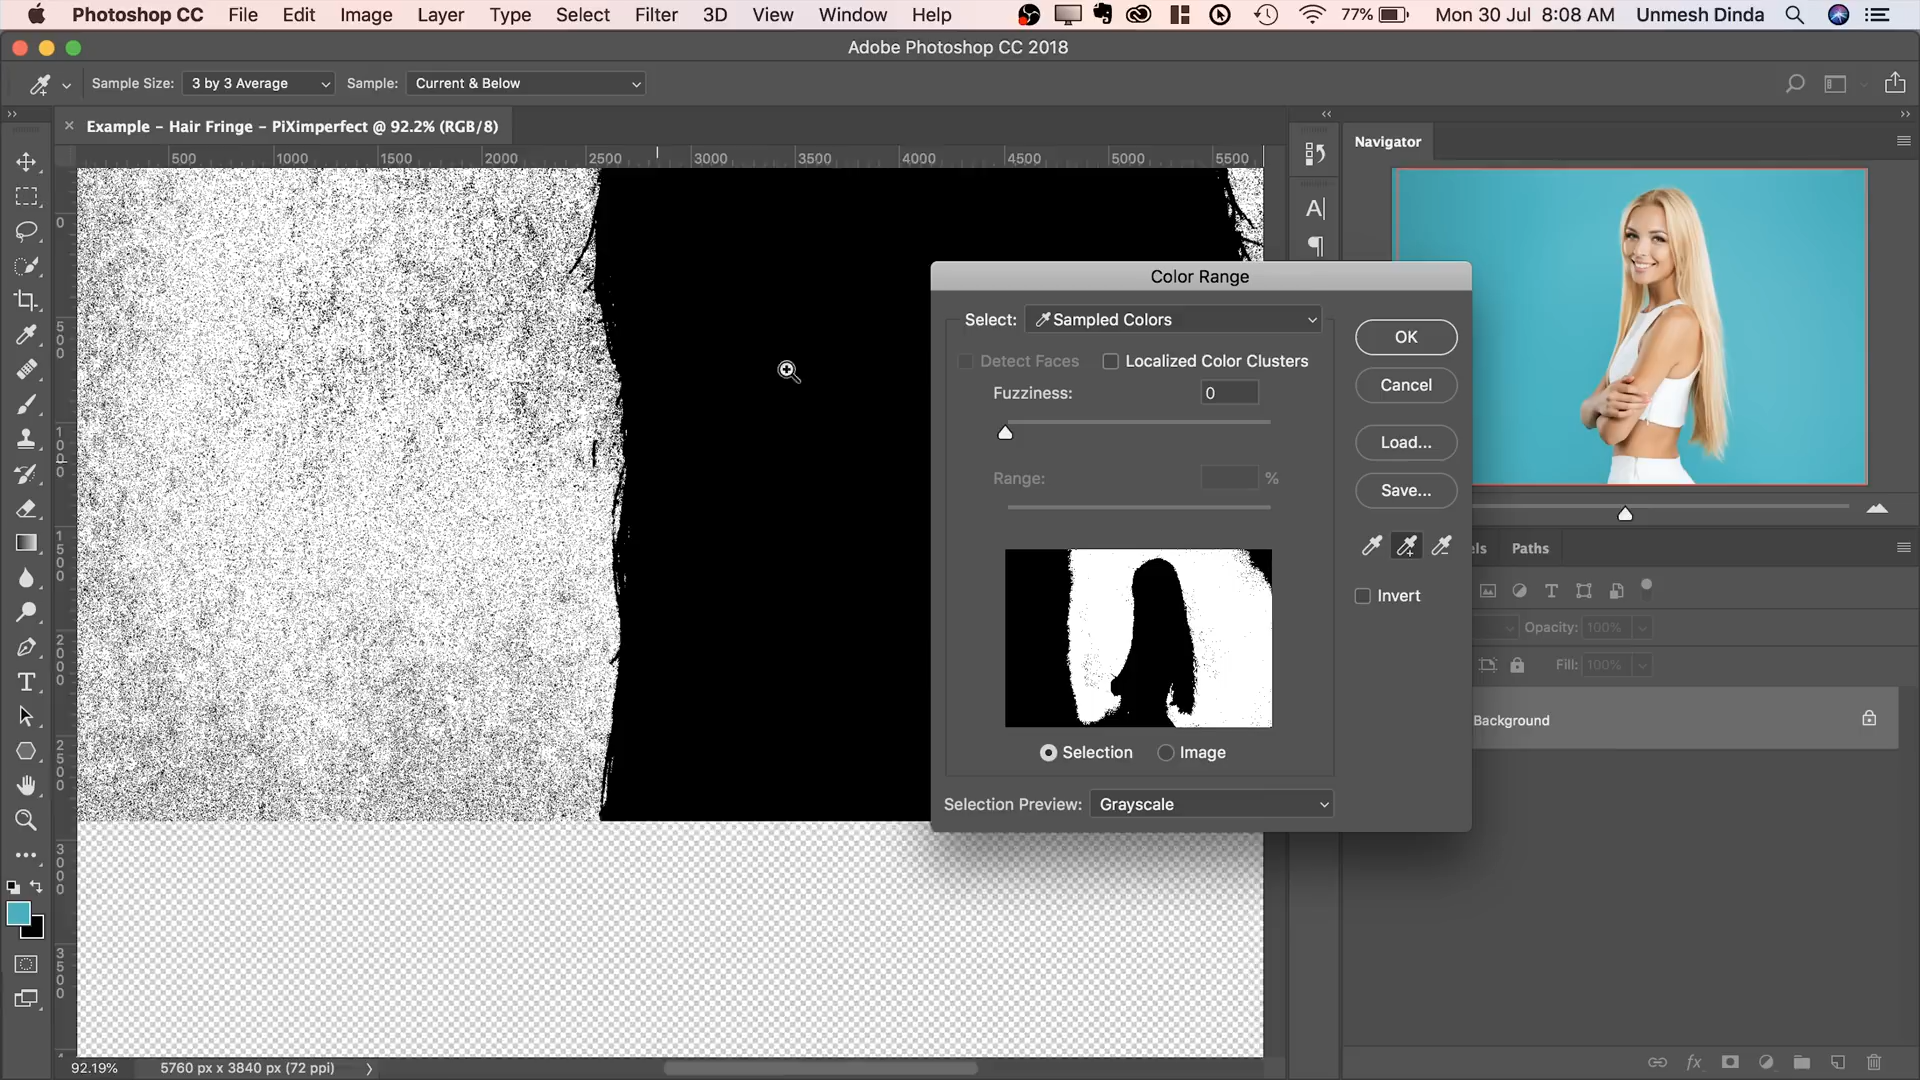 Photoshop CC File Edit Image Layer Type Select Filter 3D View Window Help 77% Mon 30 Jul 8:08 AM Unmesh Dinda
Adobe Photoshop CC 2018
Sample Size: 3 by 3 Average Sample: Current & Below
× Example - Hair Fringe - PiXimperfect @ 92.2% (RGB/8)
Navigator
500 1000 1500 2000 2500 3000 3500 4000 4500 5000 5500
0
500
1000
1500
2000
2500
3000
3500
Color Range
Select: Sampled Colors
OK
Detect Faces Localized Color Clusters
Cancel
Fuzziness: 0
Load...
Range: %
Save...
Invert
Selection Image
Selection Preview: Grayscale
els Paths
Opacity: 100%
Fill: 100%
Background
fx
92.19% 5760 px x 3840 px (72 ppi)